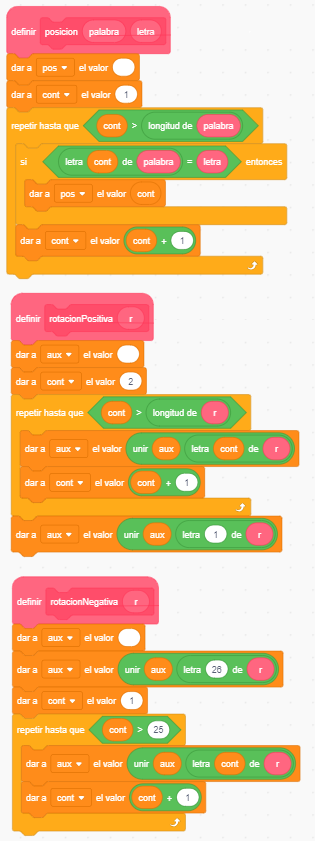 definir posicion palabra letra
dar a pos el valor
dar a cont el valor 1
repetir hasta que cont > longitud de palabra
si letra cont de palabra = letra entonces
dar a pos el valor cont
dar a cont el valor cont + 1
definir rotacionPositiva r
dar a aux el valor
dar a cont el valor 2
repetir hasta que cont > longitud de r
dar a aux el valor unir aux letra cont de r
dar a cont el valor cont + 1
dar a aux el valor unir aux letra 1 de r
definir rotacionNegativa r
dar a aux el valor
dar a aux el valor unir aux letra 26 de r
dar a cont el valor 1
repetir hasta que cont > 25
dar a aux el valor unir aux letra cont de r
dar a cont el valor cont + 1